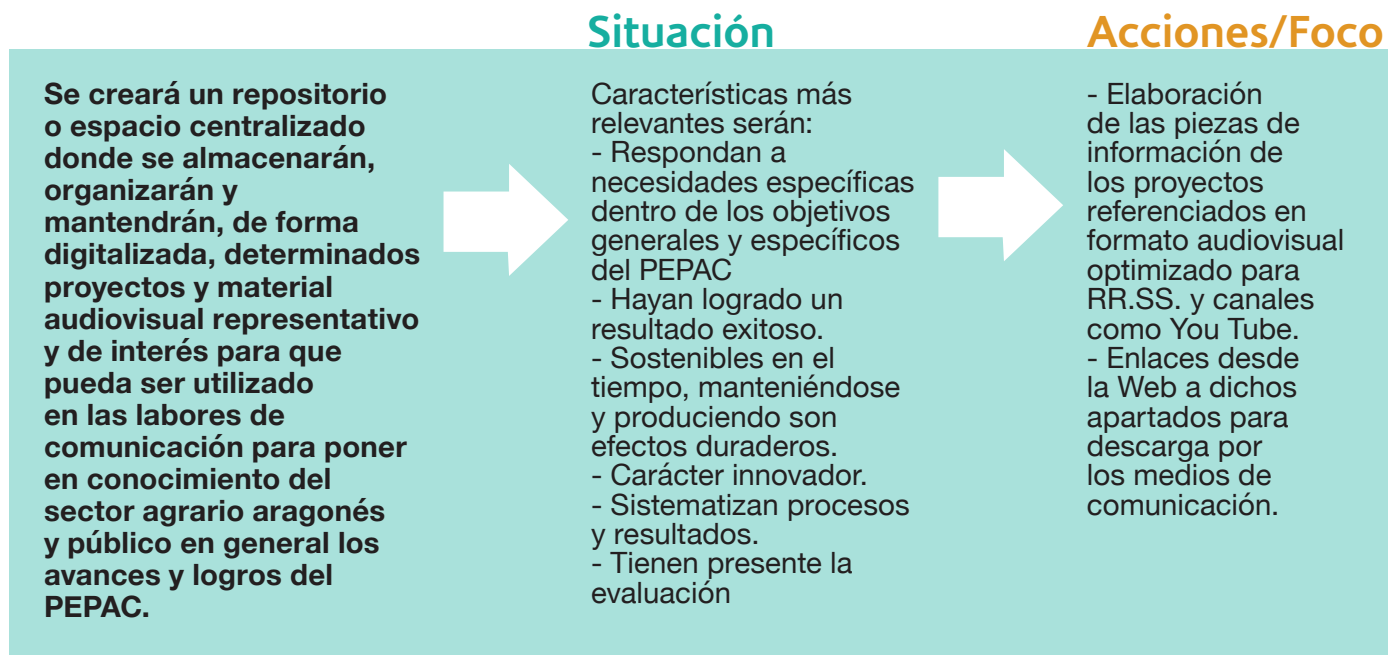 Situación
Acciones/Foco
Se creará un repositorio
o espacio centralizado
donde se almacenarán,
organizarán y
mantendrán, de forma
digitalizada, determinados
proyectos y material
audiovisual representativo
y de interés para que
pueda ser utilizado
en las labores de
comunicación para poner
en conocimiento del
sector agrario aragonés
y público en general los
avances y logros del
PEPAC.
Características más
relevantes serán:
- Respondan a
necesidades específicas
dentro de los objetivos
generales y específicos
del PEPAC
- Hayan logrado un
resultado exitoso.
- Sostenibles en el
tiempo, manteniéndose
y produciendo son
efectos duraderos.
- Carácter innovador.
- Sistematizan procesos
y resultados.
- Tienen presente la
evaluación
- Elaboración
de las piezas de
información de
los proyectos
referenciados en
formato audiovisual
optimizado para
RR.SS. y canales
como You Tube.
- Enlaces desde
la Web a dichos
apartados para
descarga por
los medios de
comunicación.